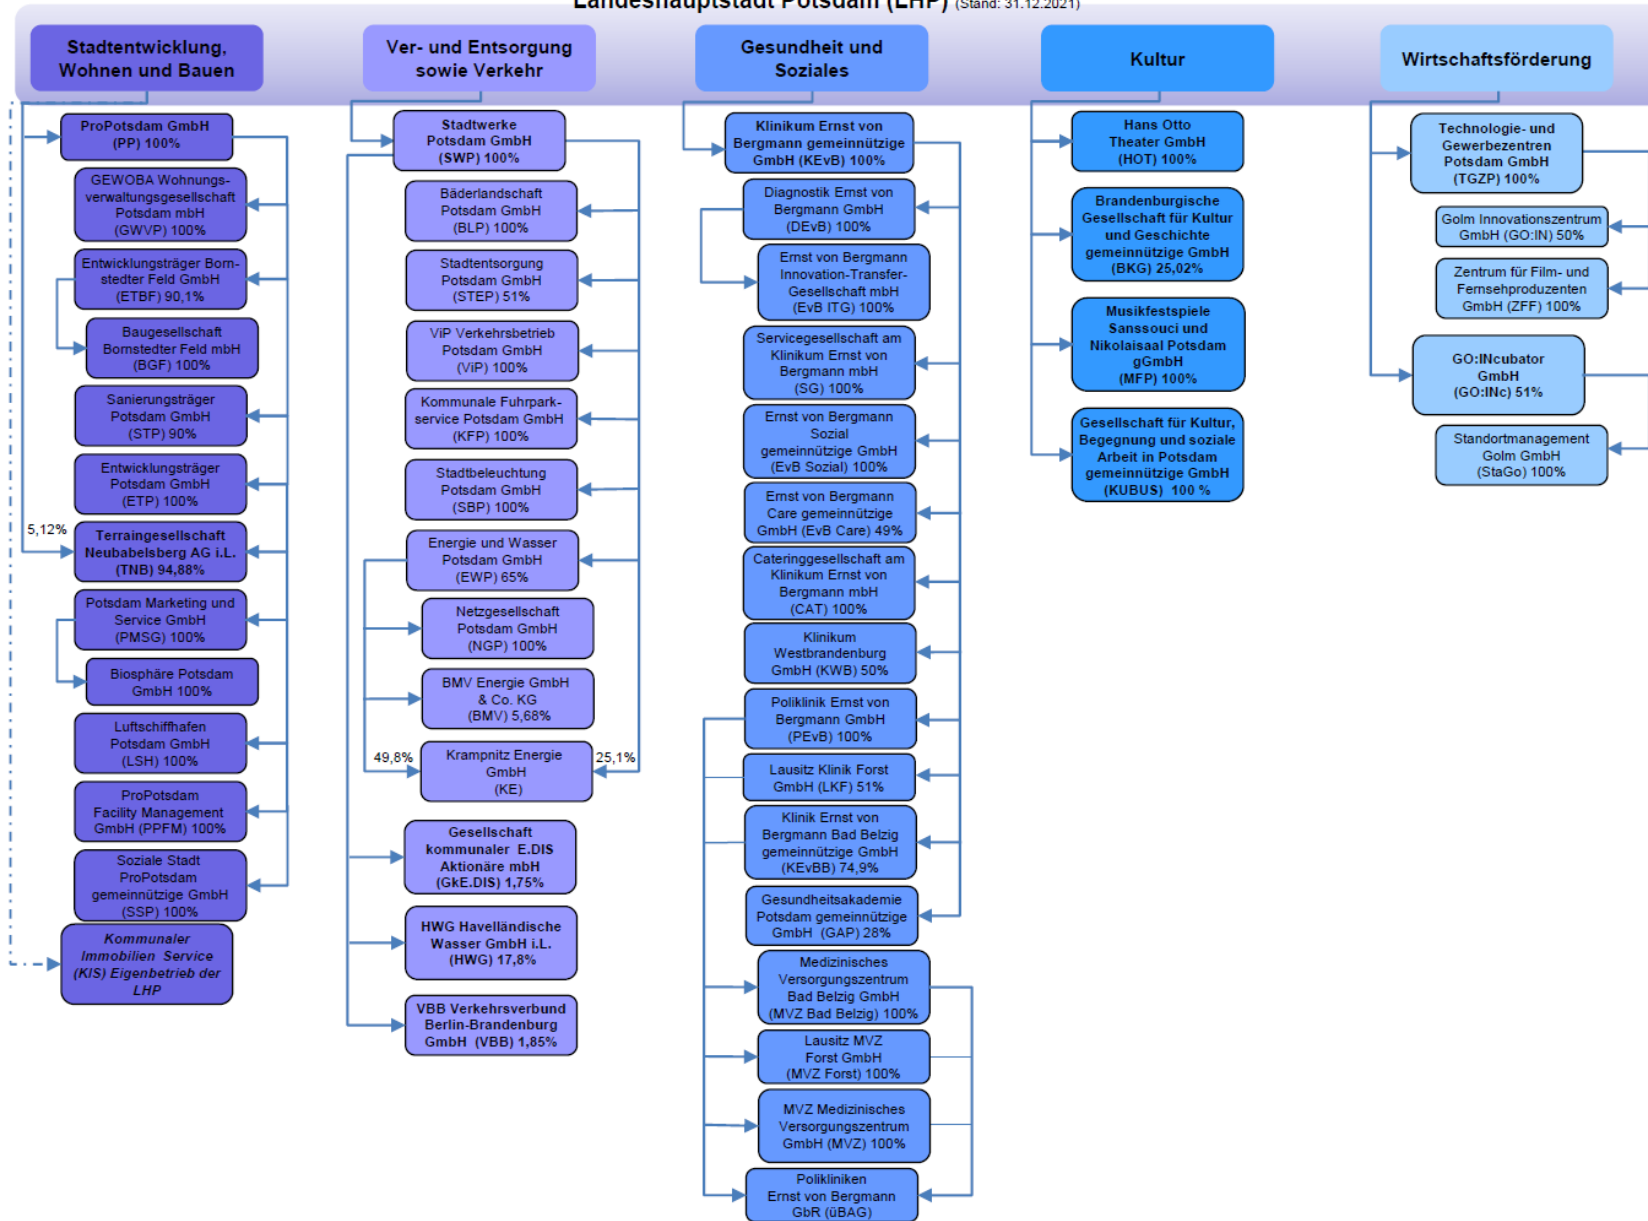 Landeshauptstadt Potsdam (LHP) (Stand: 31.12.2021)
Stadtentwicklung,
Wohnen und Bauen
ProPotsdam GmbH
(PP) 100%
GEWOBA Wohnungs-
verwaltungsgesellschaft
Potsdam mbH
(GWVP) 100%
Entwicklungsträger Born-
stedter Feld GmbH
(ETBF) 90,1%
Baugesellschaft
Bornstedter Feld mbH
(BGF) 100%
Sanierungsträger
Potsdam GmbH
(STP) 90%
Entwicklungsträger
Potsdam GmbH
(ETP) 100%
5,12%
Terraingesellschaft
Neubabelsberg AG i.L.
(TNB) 94,88%
Potsdam Marketing und
Service GmbH
(PMSG) 100%
Biosphäre Potsdam
GmbH 100%
Luftschiffhafen
Potsdam GmbH
(LSH) 100%
ProPotsdam
Facility Management
GmbH (PPFM) 100%
Soziale Stadt
ProPotsdam
gemeinnützige GmbH
(SSP) 100%
Kommunaler
Immobilien Service
(KIS) Eigenbetrieb der
LHP
Ver- und Entsorgung
sowie Verkehr
Stadtwerke
Potsdam GmbH
(SWP) 100%
Bäderlandschaft
Potsdam GmbH
(BLP) 100%
Stadtentsorgung
Potsdam GmbH
(STEP) 51%
ViP Verkehrsbetrieb
Potsdam GmbH
(ViP) 100%
Kommunale Fuhrpark-
service Potsdam GmbH
(KFP) 100%
Stadtbeleuchtung
Potsdam GmbH
(SBP) 100%
Energie und Wasser
Potsdam GmbH
(EWP) 65%
Netzgesellschaft
Potsdam GmbH
(NGP) 100%
BMV Energie GmbH
& Co. KG
(BMV) 5,68%
49,8%
Krampnitz Energie
GmbH
(KE)
25,1%
Gesellschaft
kommunaler E.DIS
Aktionäre mbH
(GkE.DIS) 1,75%
HWG Havelländische
Wasser GmbH i.L.
(HWG) 17,8%
VBB Verkehrsverbund
Berlin-Brandenburg
GmbH (VBB) 1,85%
Gesundheit und
Soziales
Klinikum Ernst von
Bergmann gemeinnützige
GmbH (KEvB) 100%
Diagnostik Ernst von
Bergmann GmbH
(DEvB) 100%
Ernst von Bergmann
Innovation-Transfer-
Gesellschaft mbH
(EvB ITG) 100%
Servicegesellschaft am
Klinikum Ernst von
Bergmann mbH
(SG) 100%
Ernst von Bergmann
Sozial
gemeinnützige GmbH
(EvB Sozial) 100%
Ernst von Bergmann
Care gemeinnützige
GmbH (EvB Care) 49%
Cateringgesellschaft am
Klinikum Ernst von
Bergmann mbH
(CAT) 100%
Klinikum
Westbrandenburg
GmbH (KWB) 50%
Poliklinik Ernst von
Bergmann GmbH
(PEvB) 100%
Lausitz Klinik Forst
GmbH (LKF) 51%
Klinik Ernst von
Bergmann Bad Belzig
gemeinnützige GmbH
(KEvBB) 74,9%
Gesundheitsakademie
Potsdam gemeinnützige
GmbH (GAP) 28%
Medizinisches
Versorgungszentrum
Bad Belzig GmbH
(MVZ Bad Belzig) 100%
Lausitz MVZ
Forst GmbH
(MVZ Forst) 100%
MVZ Medizinisches
Versorgungszentrum
GmbH (MVZ) 100%
Polikliniken
Ernst von Bergmann
GbR (üBAG)
Kultur
Hans Otto
Theater GmbH
(HOT) 100%
Brandenburgische
Gesellschaft für Kultur
und Geschichte
gemeinnützige GmbH
(BKG) 25,02%
Musikfestspiele
Sanssouci und
Nikolaisaal Potsdam
gGmbH
(MFP) 100%
Gesellschaft für Kultur,
Begegnung und soziale
Arbeit in Potsdam
gemeinnützige GmbH
(KUBUS) 100 %
Wirtschaftsförderung
Technologie- und
Gewerbezentren
Potsdam GmbH
(TGZP) 100%
Golm Innovationszentrum
GmbH (GO:IN) 50%
Zentrum für Film- und
Fernsehproduzenten
GmbH (ZFF) 100%
GO:INcubator
GmbH
(GO:INc) 51%
Standortmanagement
Golm GmbH
(StaGo) 100%